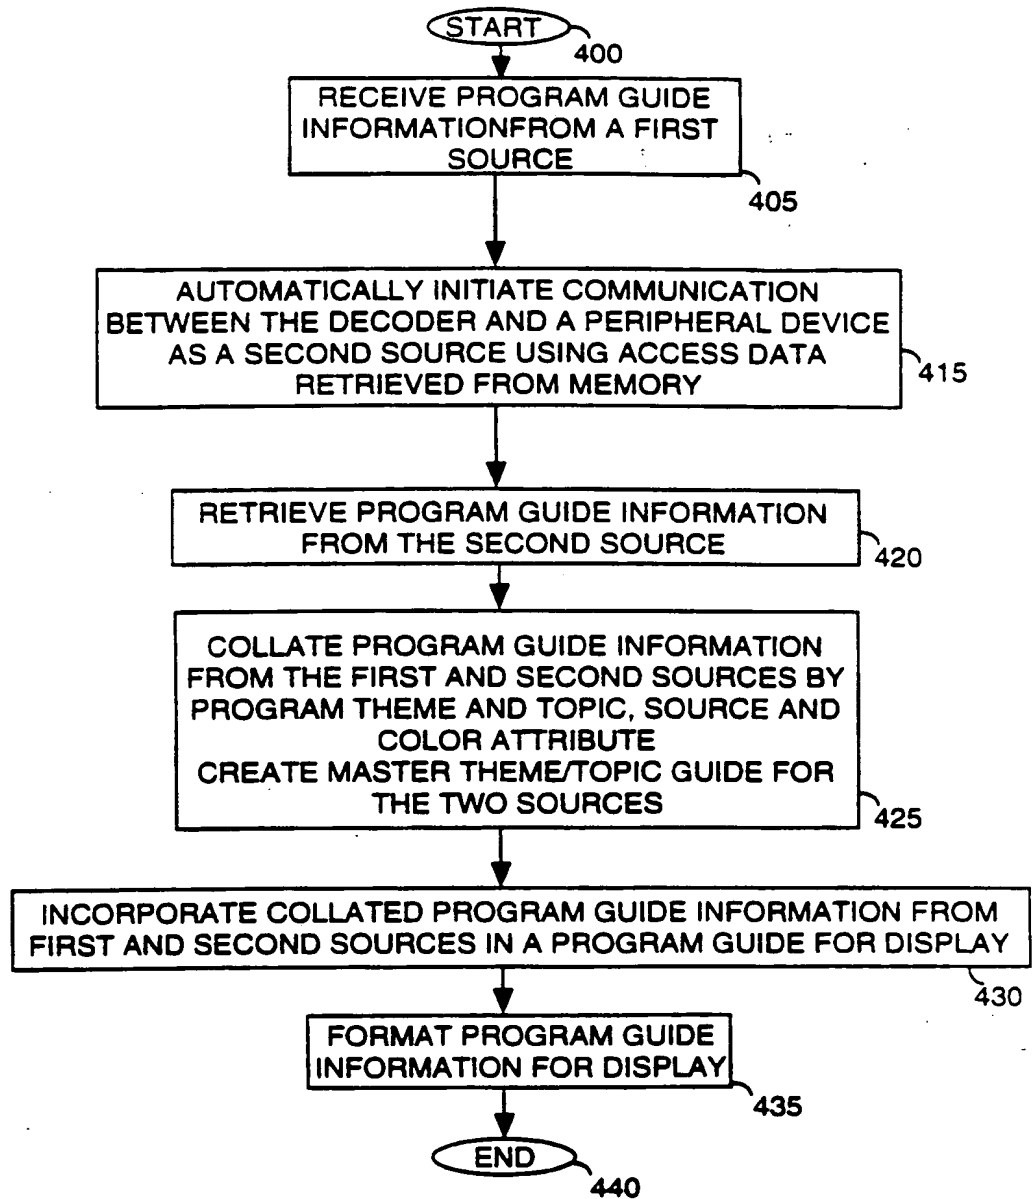 START
400
RECEIVE PROGRAM GUIDE
INFORMATIONFROM A FIRST
SOURCE
405
AUTOMATICALLY INITIATE COMMUNICATION
BETWEEN THE DECODER AND A PERIPHERAL DEVICE
AS A SECOND SOURCE USING ACCESS DATA
RETRIEVED FROM MEMORY
415
RETRIEVE PROGRAM GUIDE INFORMATION
FROM THE SECOND SOURCE
420
COLLATE PROGRAM GUIDE INFORMATION
FROM THE FIRST AND SECOND SOURCES BY
PROGRAM THEME AND TOPIC, SOURCE AND
COLOR ATTRIBUTE
CREATE MASTER THEME/TOPIC GUIDE FOR
THE TWO SOURCES
425
INCORPORATE COLLATED PROGRAM GUIDE INFORMATION FROM
FIRST AND SECOND SOURCES IN A PROGRAM GUIDE FOR DISPLAY
430
FORMAT PROGRAM GUIDE
INFORMATION FOR DISPLAY
435
END
440